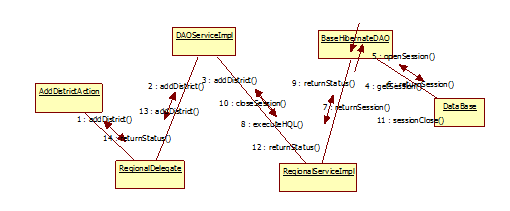 DAOServiceImpl
BaseHibernateDAO
5 : openSession()
2 : addDistrict()
3 : addDistrict()
9 : returnStatus()
4 : getSession()
AddDistrictAction
10 : closeSession()
7 : returnSession()
DataBase
13 : addDistrict()
1 : addDistrict()
8 : executeHQL()
11 : sessionClose()
14 : returnStatus()
12 : returnStatus()
RegionalDelegate
RegionalServiceImpl